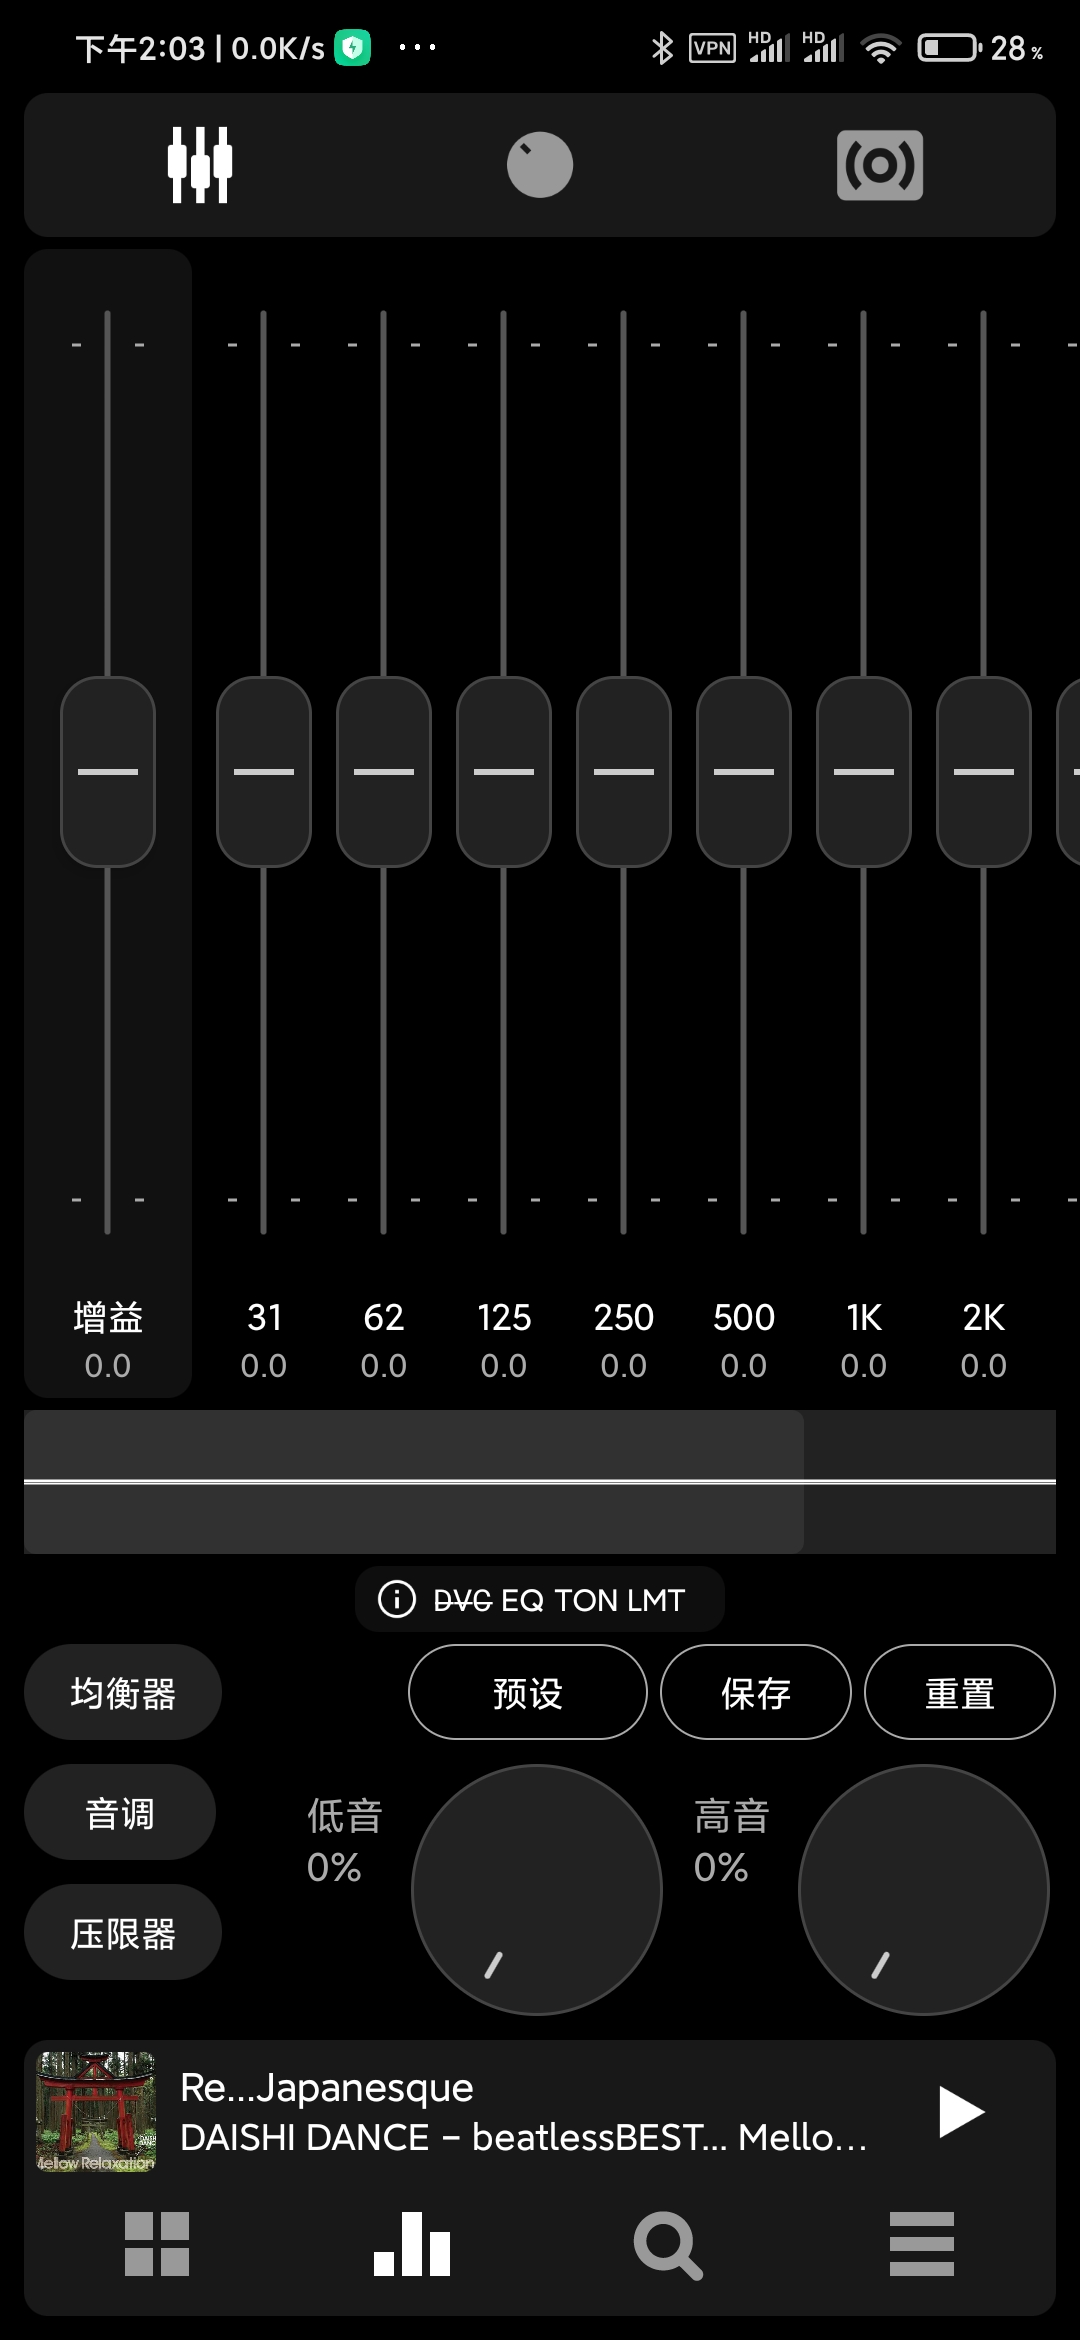 下午2:03 | 0.0K/s ... VPN HD HD 28%
增益 31 62 125 250 500 1K 2K
0.0 0.0 0.0 0.0 0.0 0.0 0.0 0.0
DVC EQ TON LMT
均衡器 预设 保存 重置
音调 低音 高音
0% 0%
压限器
Re...Japanesque
DAISHI DANCE – beatlessBEST... Mello...
Mellow Relaxation